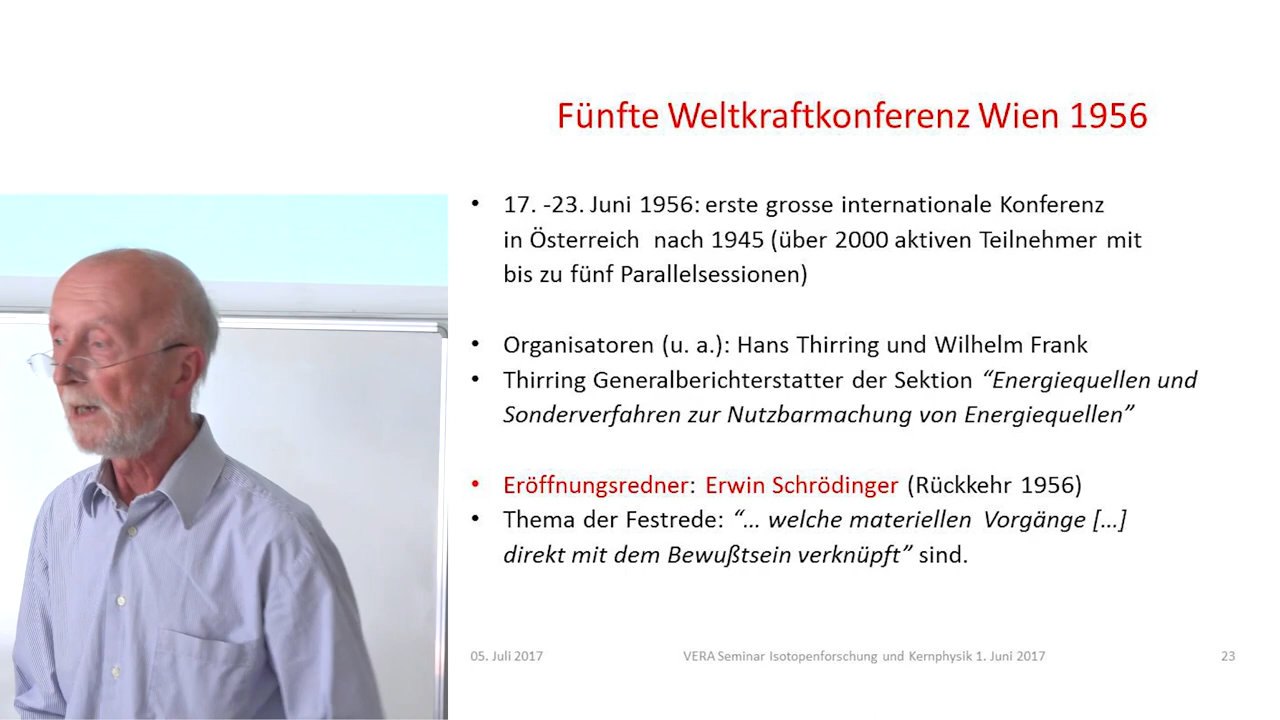 Fünfte Weltkraftkonferenz Wien 1956
• 17. -23. Juni 1956: erste grosse internationale Konferenz
in Österreich nach 1945 (über 2000 aktiven Teilnehmer mit
bis zu fünf Parallelsessionen)
• Organisatoren (u. a.): Hans Thirring und Wilhelm Frank
• Thirring Generalberichterstatter der Sektion “Energiequellen und
Sonderverfahren zur Nutzbarmachung von Energiequellen”
• Eröffnungsredner: Erwin Schrödinger (Rückkehr 1956)
• Thema der Festrede: “... welche materiellen Vorgänge [...]
direkt mit dem Bewußtsein verknüpft” sind.
05. Juli 2017 VERA Seminar Isotopenforschung und Kernphysik 1. Juni 2017 23